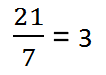 21/7 = 3